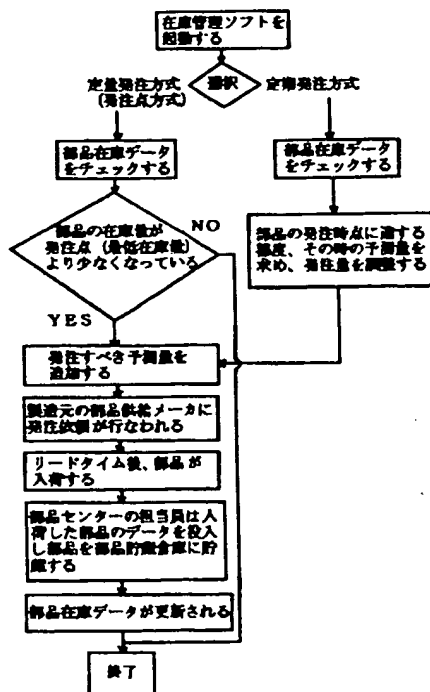 在庫管理ソフトを
起動する
選択
定量発注方式
(発注点方式)
定期発注方式
部品在庫データ
をチェックする
部品在庫データ
をチェックする
部品の在庫量が
発注点(最低在庫量)
より少なくなっている
NO
YES
部品の発注時点に達する
都度、その時の予測量を
求め、発注量を調整する
発注すべき予測量を
追加する
製造元の部品供給メーカに
発注依頼が行なわれる
リードタイム後、部品が
入荷する
部品センターの担当員は入
荷した部品のデータを投入
し部品を部品貯蔵倉庫に貯
蔵する
部品在庫データが更新される
終了